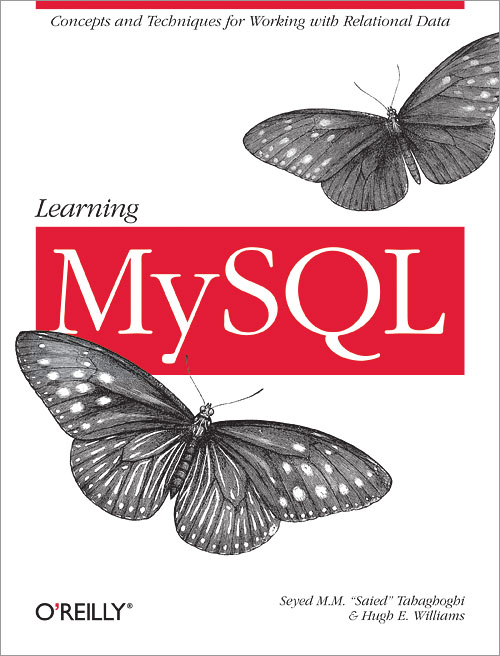 Concepts and Techniques for Working with Relational Data
Learning
MySQL
O'REILLY®
Seyed M.M. “Saied” Tahaghoghi
& Hugh E. Williams